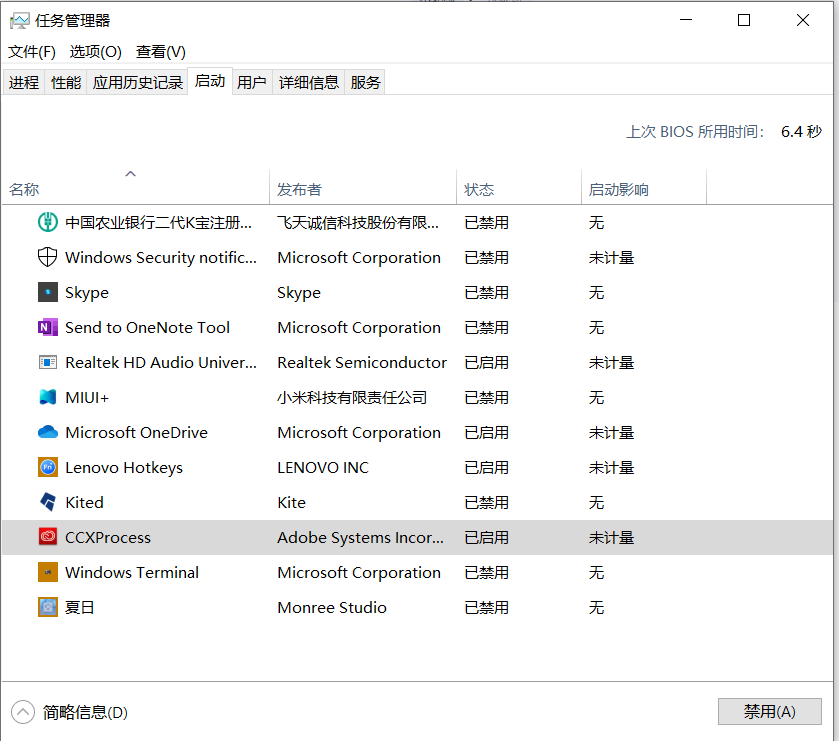 任务管理器
文件(F) 选项(O) 查看(V)
进程 性能 应用历史记录 启动 用户 详细信息 服务
上次 BIOS 所用时间: 6.4 秒
名称 发布者 状态 启动影响
中国农业银行二代K宝注册... 飞天诚信科技股份有限... 已禁用 无
Windows Security notific... Microsoft Corporation 已禁用 未计量
Skype Skype 已禁用 无
Send to OneNote Tool Microsoft Corporation 已禁用 无
Realtek HD Audio Univer... Realtek Semiconductor 已启用 未计量
MIUI+ 小米科技有限责任公司 已禁用 无
Microsoft OneDrive Microsoft Corporation 已启用 未计量
Lenovo Hotkeys LENOVO INC 已启用 未计量
Kited Kite 已禁用 无
CCXProcess Adobe Systems Incor... 已启用 未计量
Windows Terminal Microsoft Corporation 已禁用 无
夏日 Monree Studio 已禁用 无
简略信息(D) 禁用(A)